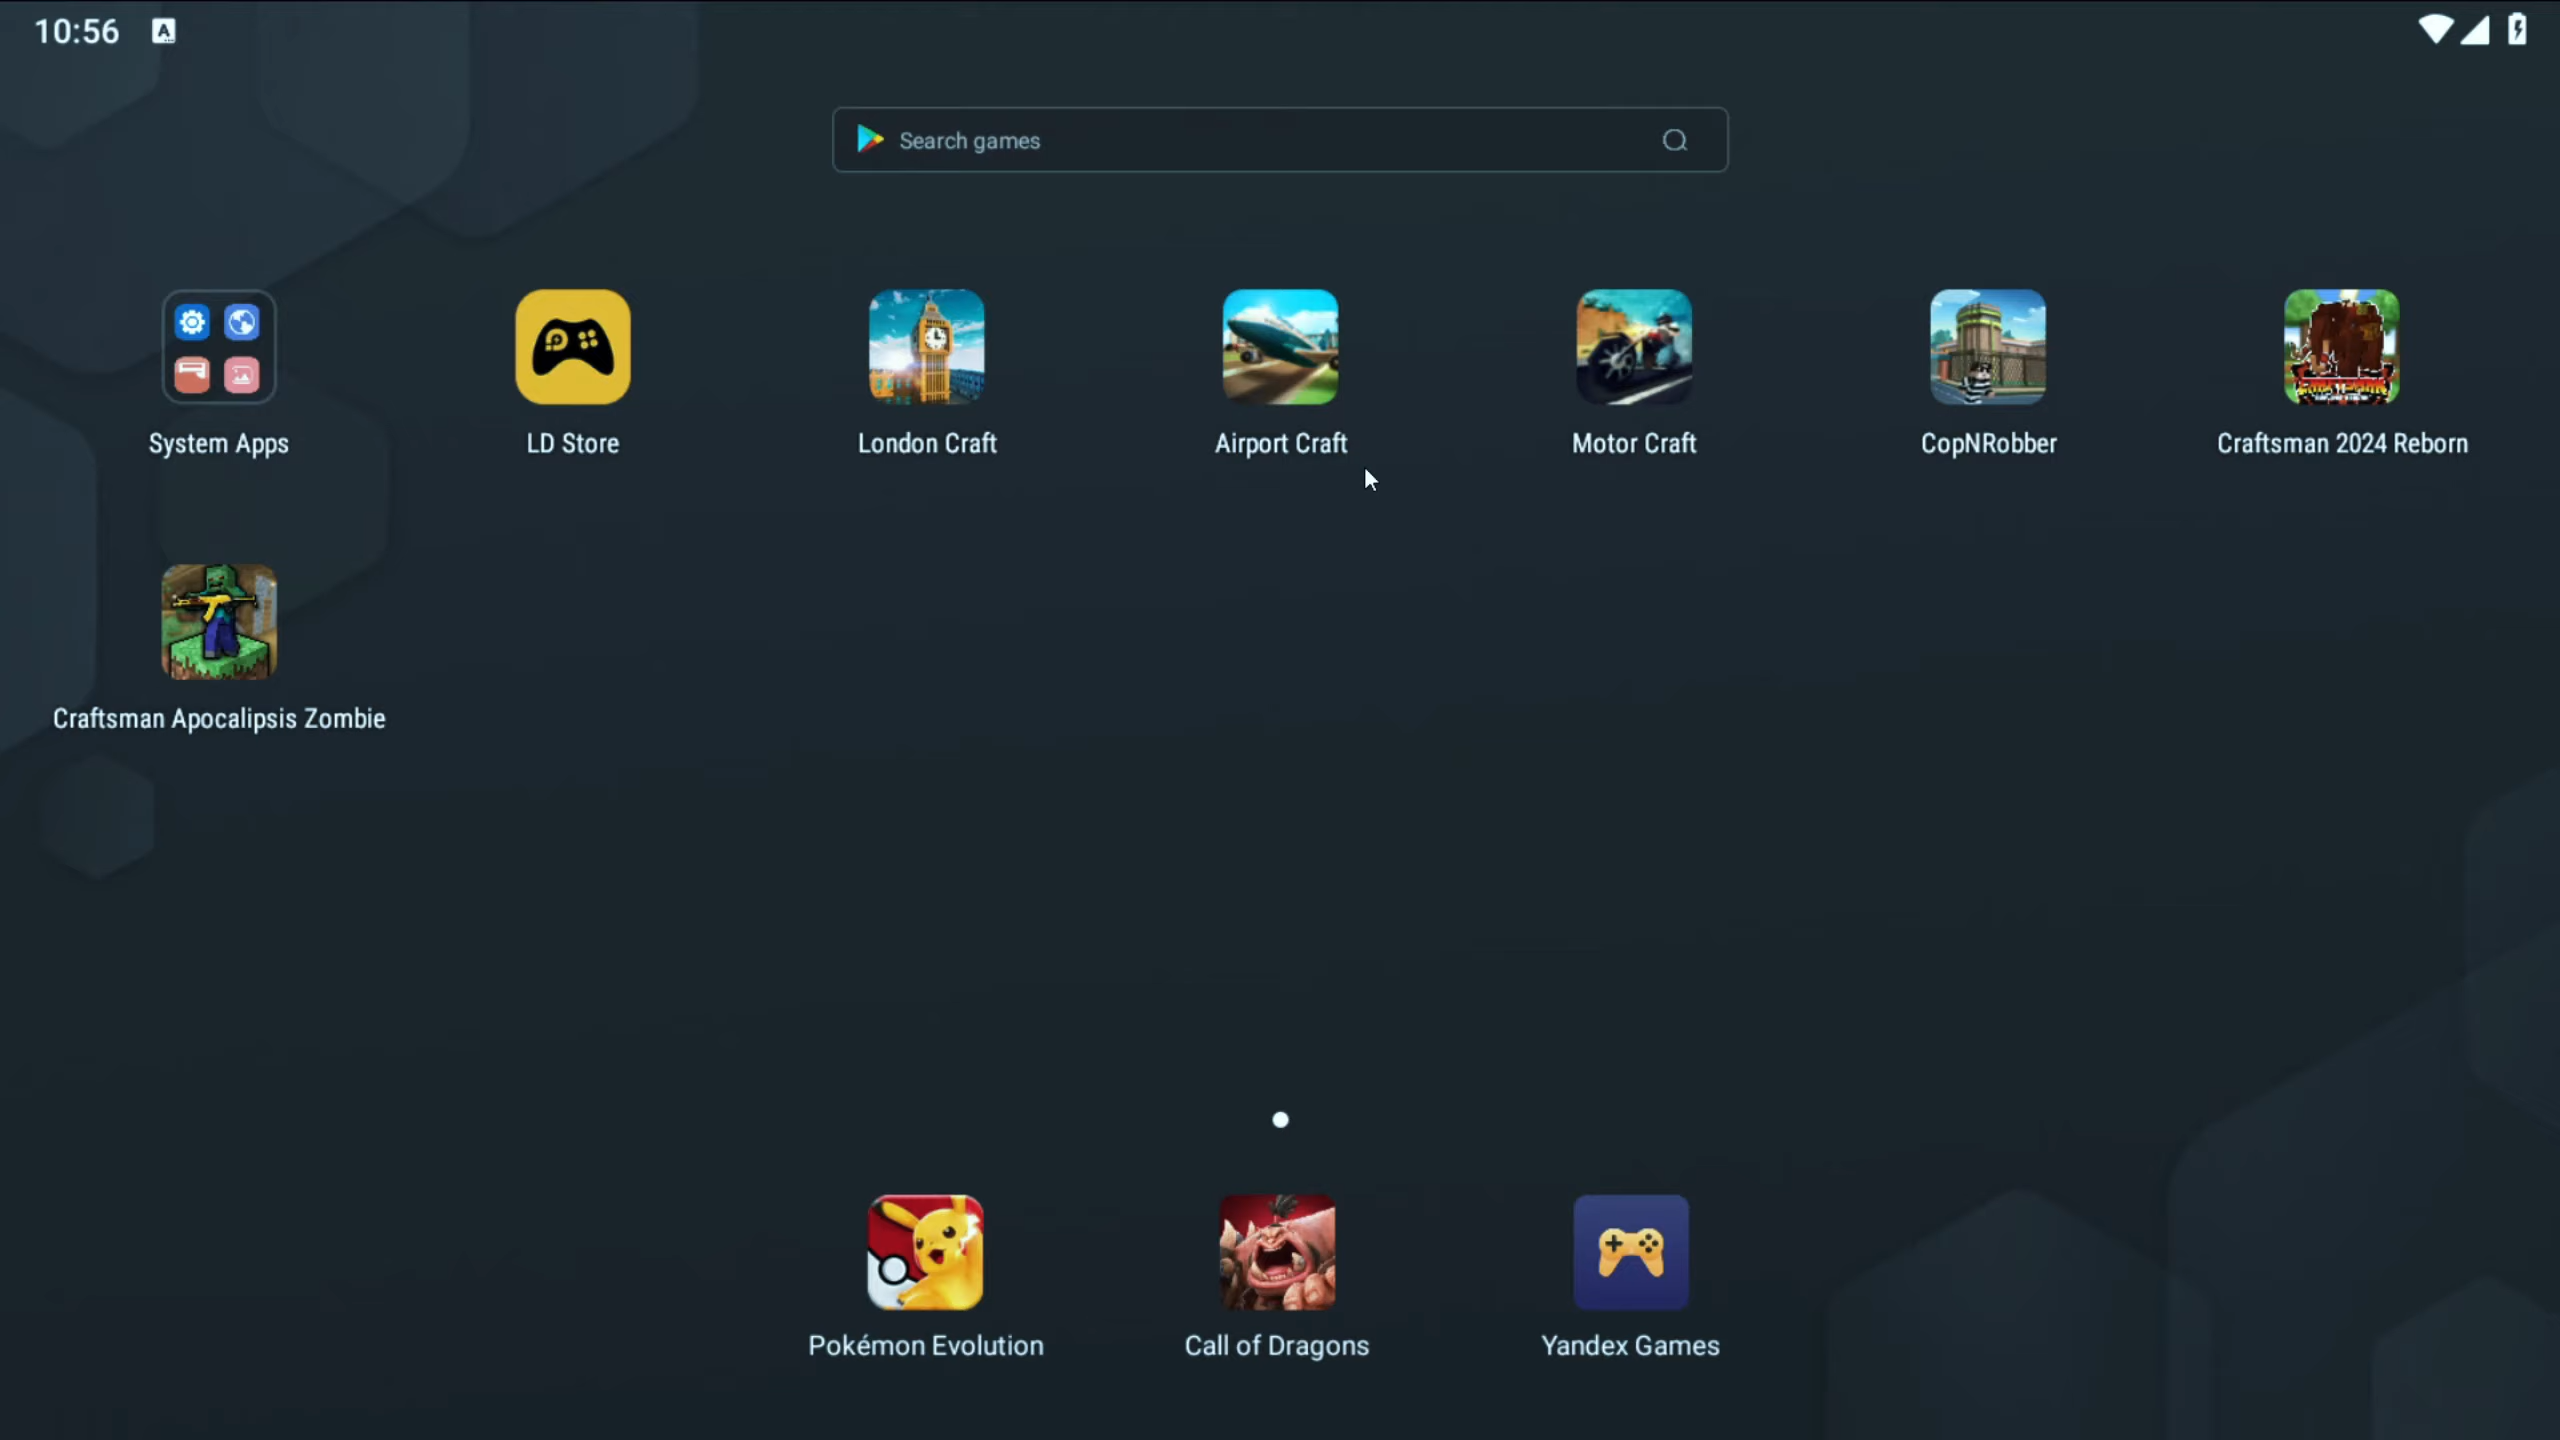 10:56
A
Search games
System Apps
LD Store
London Craft
Airport Craft
Motor Craft
CopNRobber
Craftsman 2024 Reborn
Craftsman Apocalipsis Zombie
Pokémon Evolution
Call of Dragons
Yandex Games